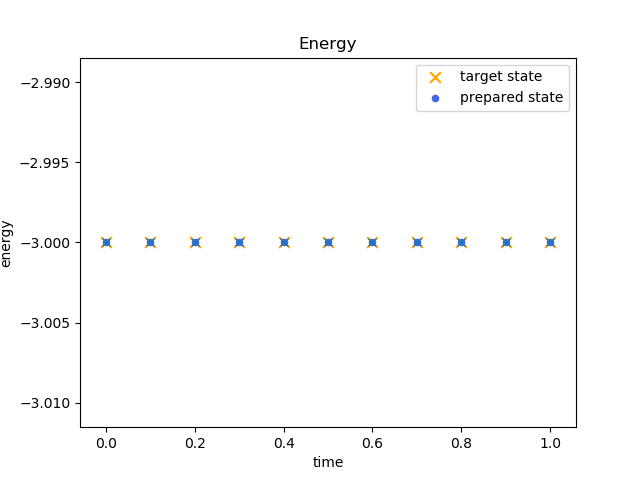 Energy
target state
prepared state
−2.990
−2.995
−3.000
−3.005
−3.010
energy
0.0 0.2 0.4 0.6 0.8 1.0
time